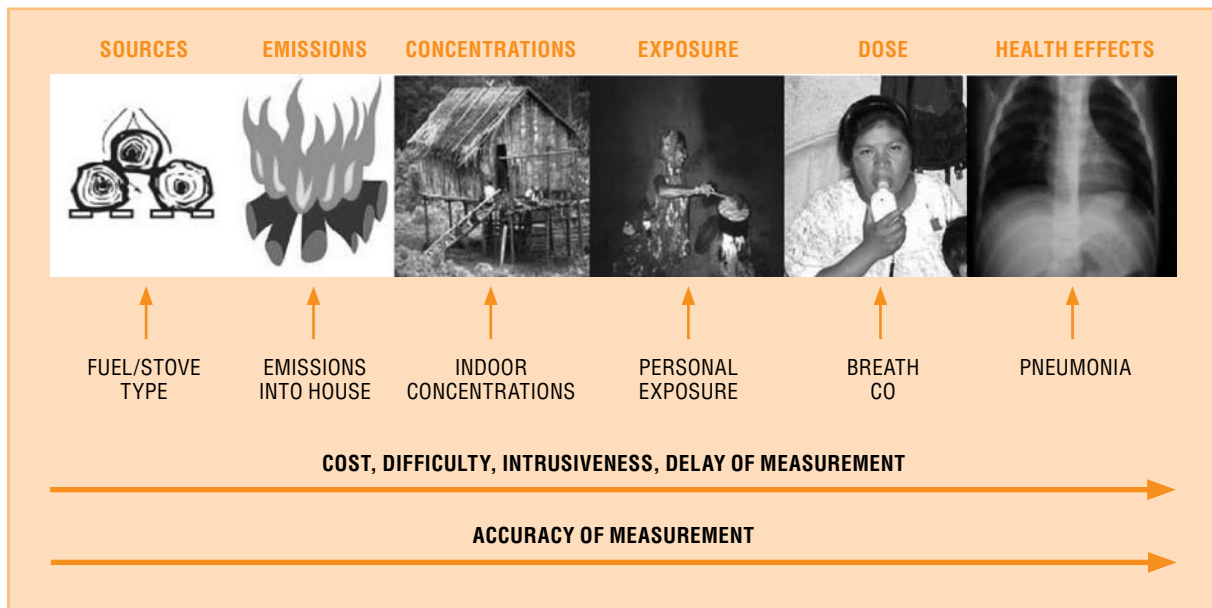 SOURCES
EMISSIONS
CONCENTRATIONS
EXPOSURE
DOSE
HEALTH EFFECTS
FUEL/STOVE
TYPE
EMISSIONS
INTO HOUSE
INDOOR
CONCENTRATIONS
PERSONAL
EXPOSURE
BREATH
CO
PNEUMONIA
COST, DIFFICULTY, INTRUSIVENESS, DELAY OF MEASUREMENT
ACCURACY OF MEASUREMENT